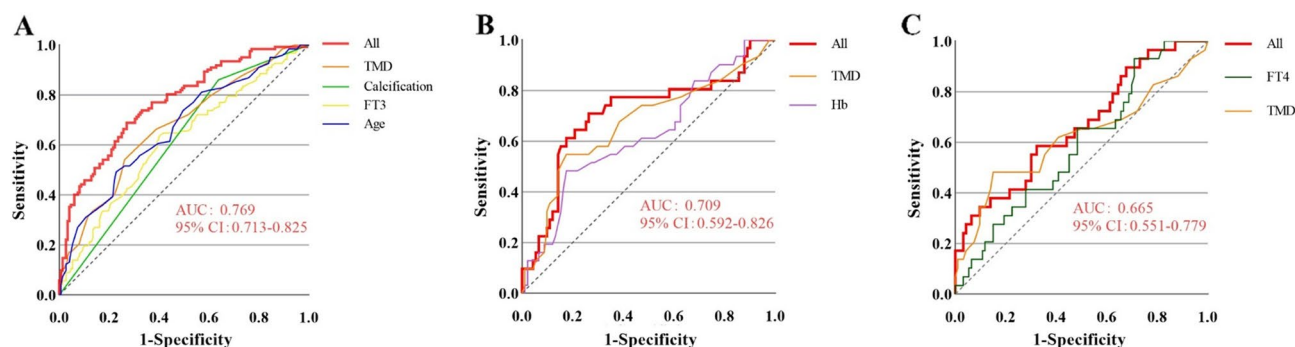 A
Sensitivity
1.0
0.8
0.6
0.4
0.2
0.0
0.0 0.2 0.4 0.6 0.8 1.0
1-Specificity
All
TMD
Calcification
FT3
Age
AUC: 0.769
95% CI:0.713-0.825
B
Sensitivity
1.0
0.8
0.6
0.4
0.2
0.0
0.0 0.2 0.4 0.6 0.8 1.0
1-Specificity
All
TMD
Hb
AUC: 0.709
95% CI:0.592-0.826
C
Sensitivity
1.0
0.8
0.6
0.4
0.2
0.0
0.0 0.2 0.4 0.6 0.8 1.0
1-Specificity
All
FT4
TMD
AUC: 0.665
95% CI:0.551-0.779